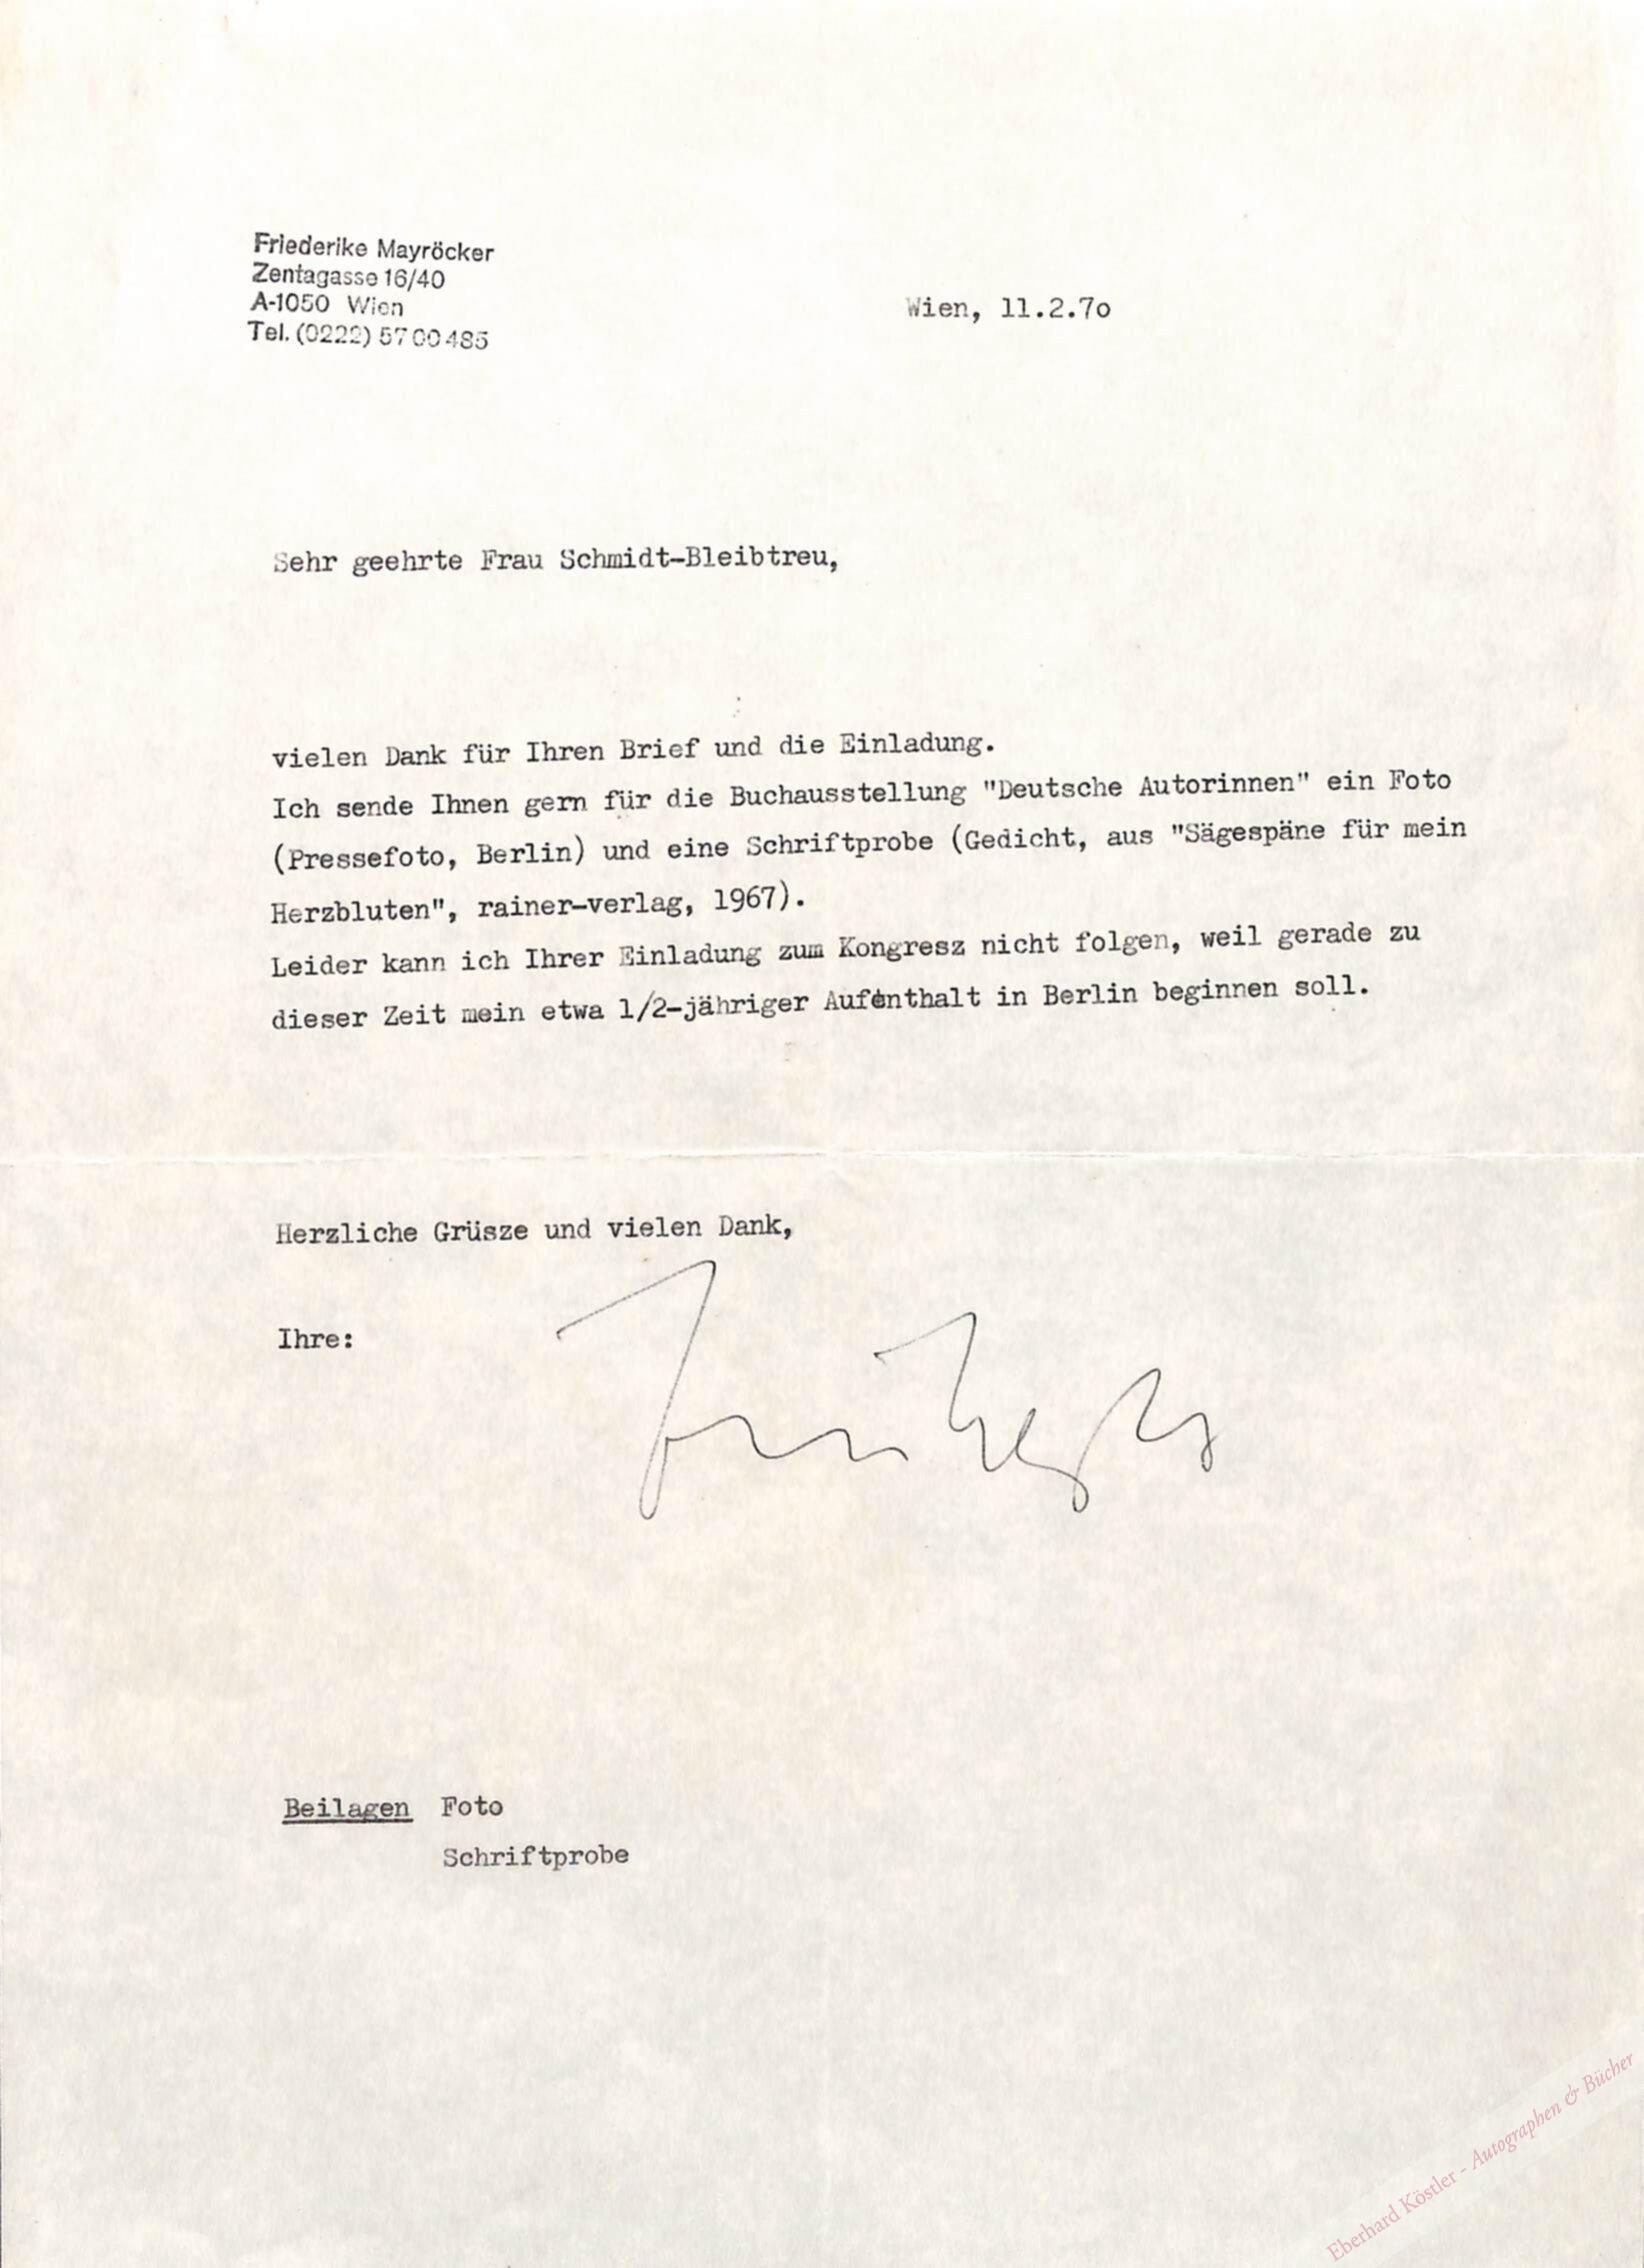 Friederike Mayröcker
Zentagasse 16/40
A-1050 Wien
Tel. (0222) 57 00 485
Wien, 11.2.7o
Sehr geehrte Frau Schmidt-Bleibtreu,
vielen Dank für Ihren Brief und die Einladung.
Ich sende Ihnen gern für die Buchausstellung "Deutsche Autorinnen" ein Foto
(Pressefoto, Berlin) und eine Schriftprobe (Gedicht, aus "Sägespäne für mein
Herzbluten", rainer-verlag, 1967).
Leider kann ich Ihrer Einladung zum Kongresz nicht folgen, weil gerade zu
dieser Zeit mein etwa 1/2-jähriger Aufenthalt in Berlin beginnen soll.
Herzliche Grüsze und vielen Dank,
Ihre:
Beilagen Foto
Schriftprobe
Eberhard Köstler - Autographen & Bücher